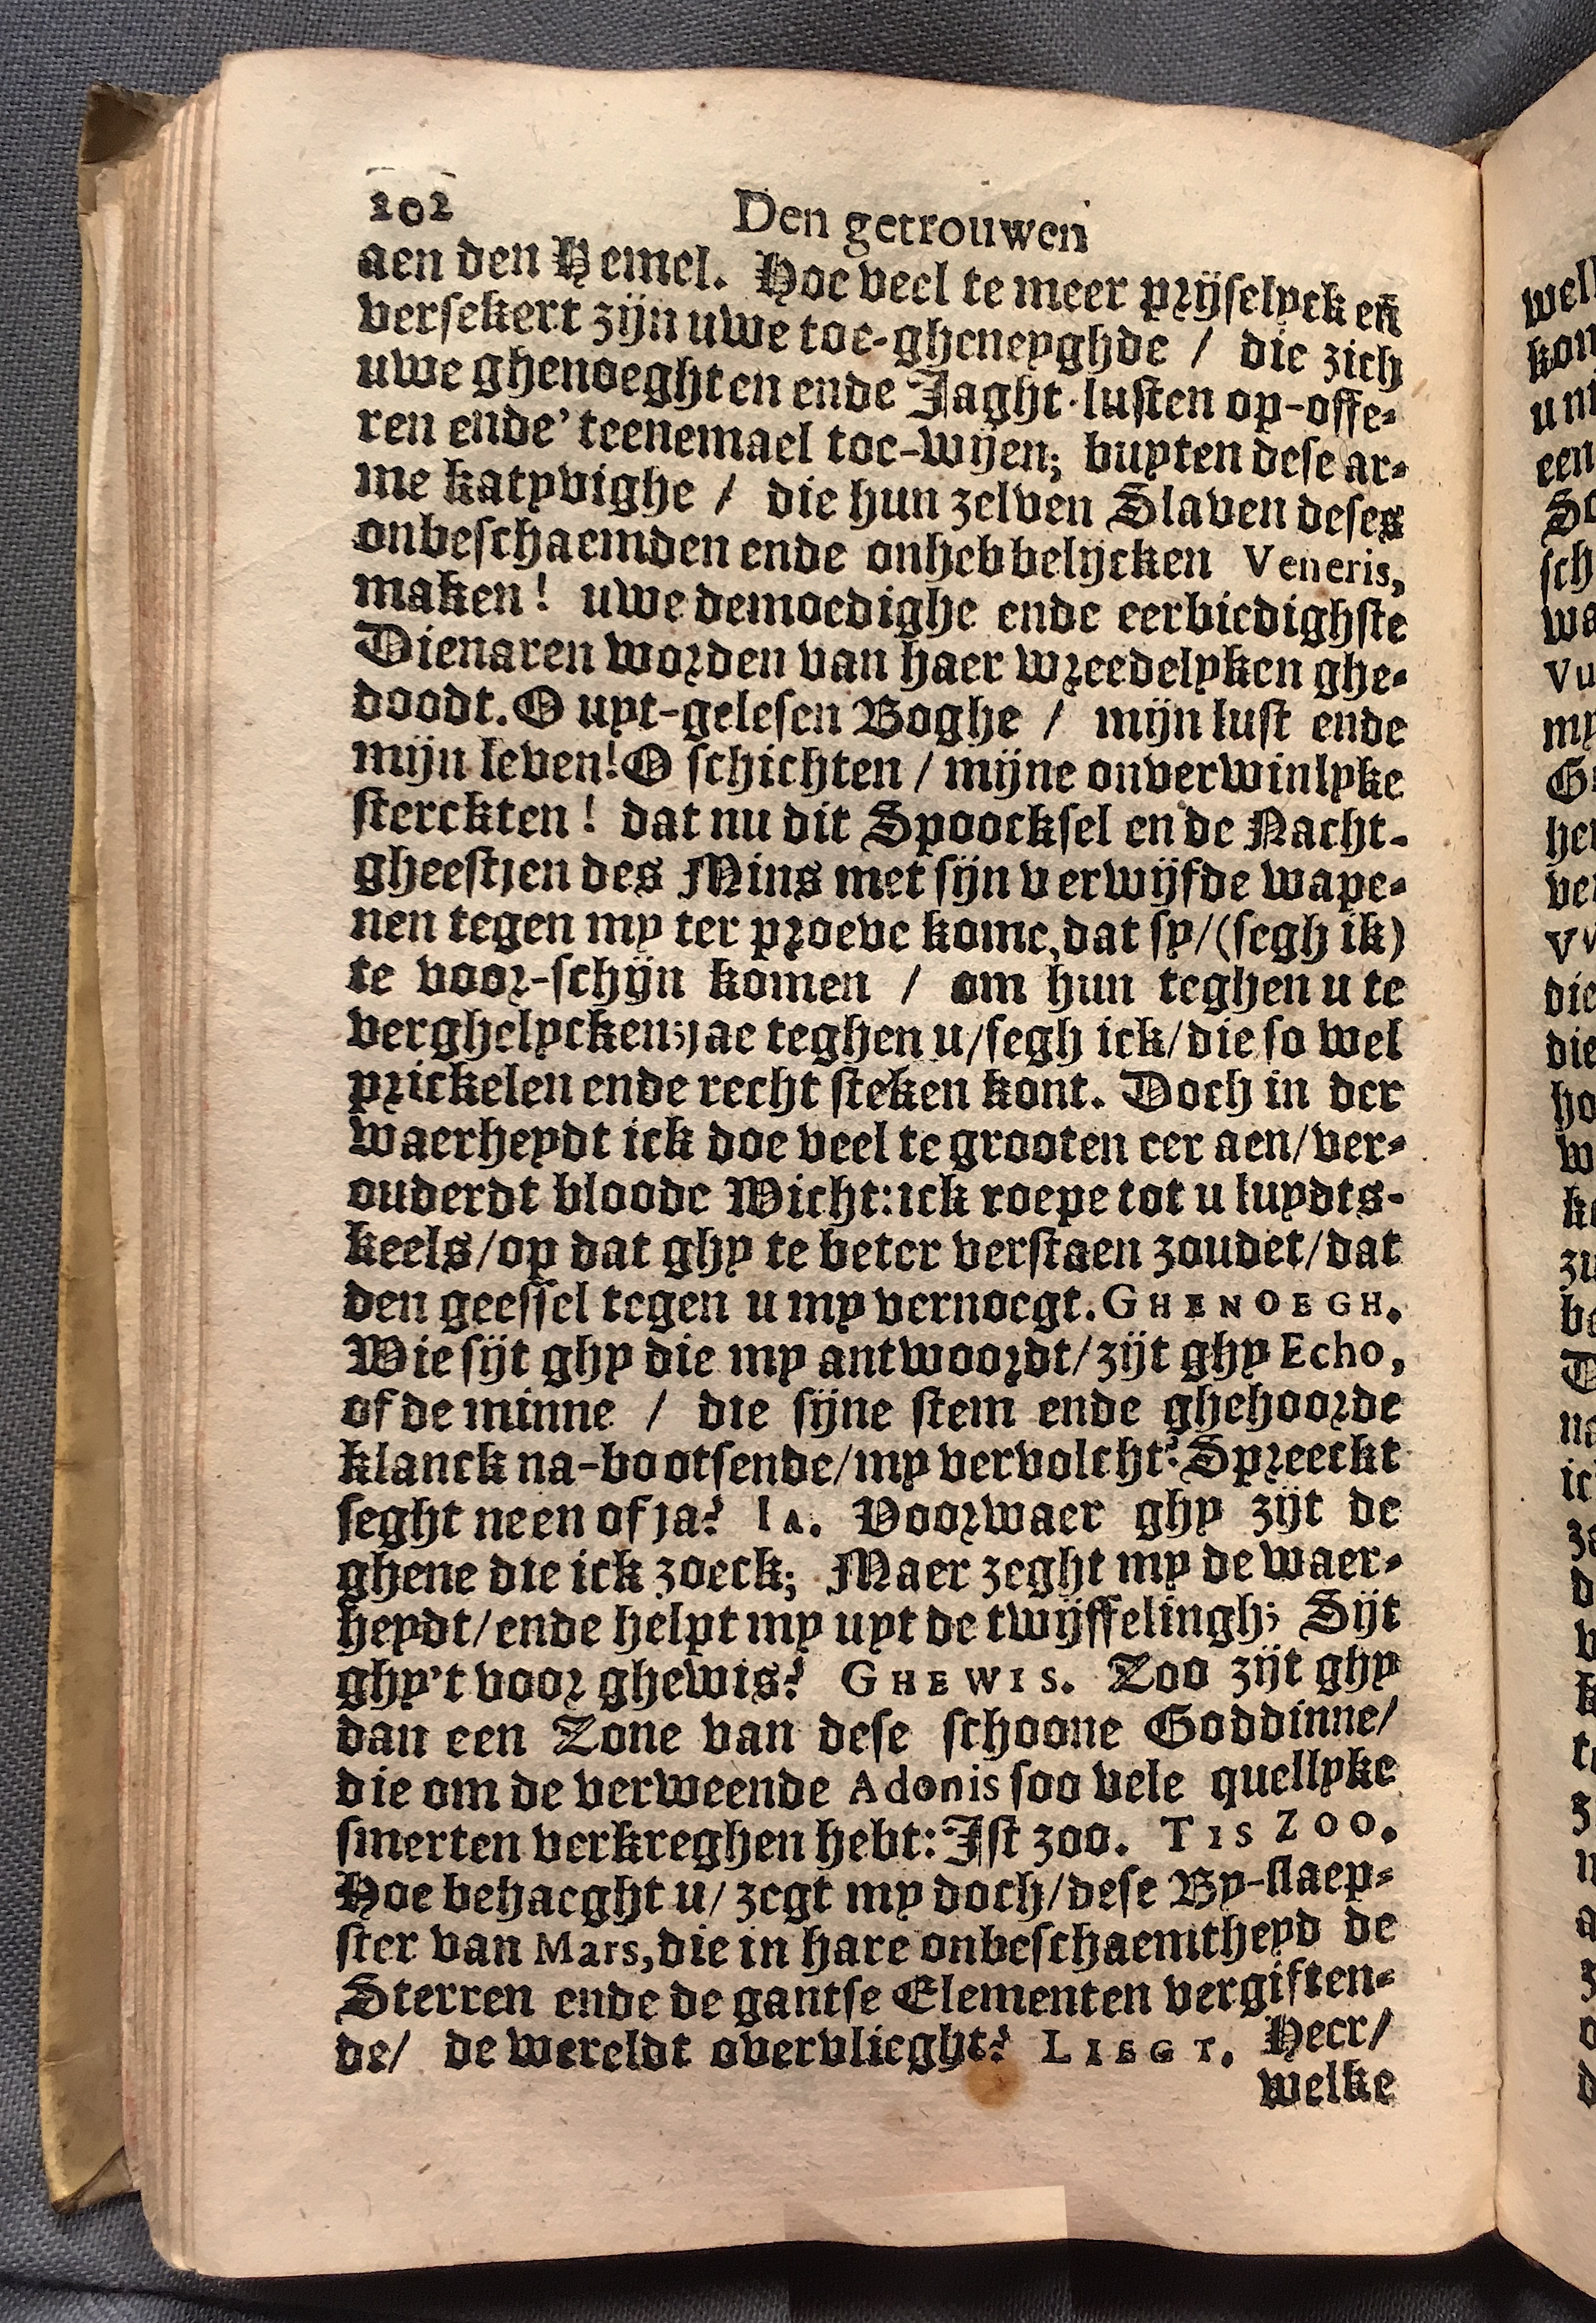 202 Den getrouwen
aen den Hemel. Hoe veel te meer prijselyck eñ
versekert zijn uwe toe-gheneyghde / die zich
uwe ghenoeghten ende Jaght-lusten op-offe-
ren ende' teenemael toe-wijen; buyten dese ar-
me katyvighe / die hun zelven Slaven deses
onbeschaemden ende onhebbelijcken Veneris,
maken! uwe demoedighe ende eerbiedighste
Dienaren worden van haer wreedelyken ghe-
doodt. O uyt-gelesen Boghe / mijn lust ende
mijn leven! O schichten / mijne onverwinlyke
sterckten! dat nu dit Spoocksel ende Nacht-
gheestjen des Mins met sijn verwijfde wape-
nen tegen my ter proeve kome, dat sy/(segh ik)
te voor-schijn komen / om hun teghen u te
verghelycken; jae teghen u/segh ick/die so wel
prickelen ende recht steken kont. Doch in der
waerheydt ick doe veel te grooten eer aen/ver-
ouderdt bloode Wicht: ick roepe tot u luydts-
keels/op dat ghy te beter verstaen zoudet/dat
den geessel tegen u my vernoegt. GHENOEGH.
Wie sijt ghy die my antwoordt/zijt ghy Echo,
of de minne / die sijne stem ende ghehoorde
klanck na-bootsende/my vervolcht? Spreeckt
seght neen of ja? IA. Voorwaer ghy zijt de
ghene die ick zoeck; Maer zeght my de waer-
heydt/ende helpt my uyt de twijffelingh; Sijt
ghy't voor ghewis? GHEWIS. Zoo zijt ghy
dan een Zone van dese schoone Goddinne/
die om de verweende Adonis soo vele quellyke
smerten verkreghen hebt: Jst zoo. TIS ZOO.
Hoe behaeght u/ zegt my doch/dese By-slaep-
ster van Mars, die in hare onbeschaemtheyd de
Sterren ende de gantse Elementen vergiften-
de/ de wereldt overvlieght? LIEGT. Heer/
welke
wel